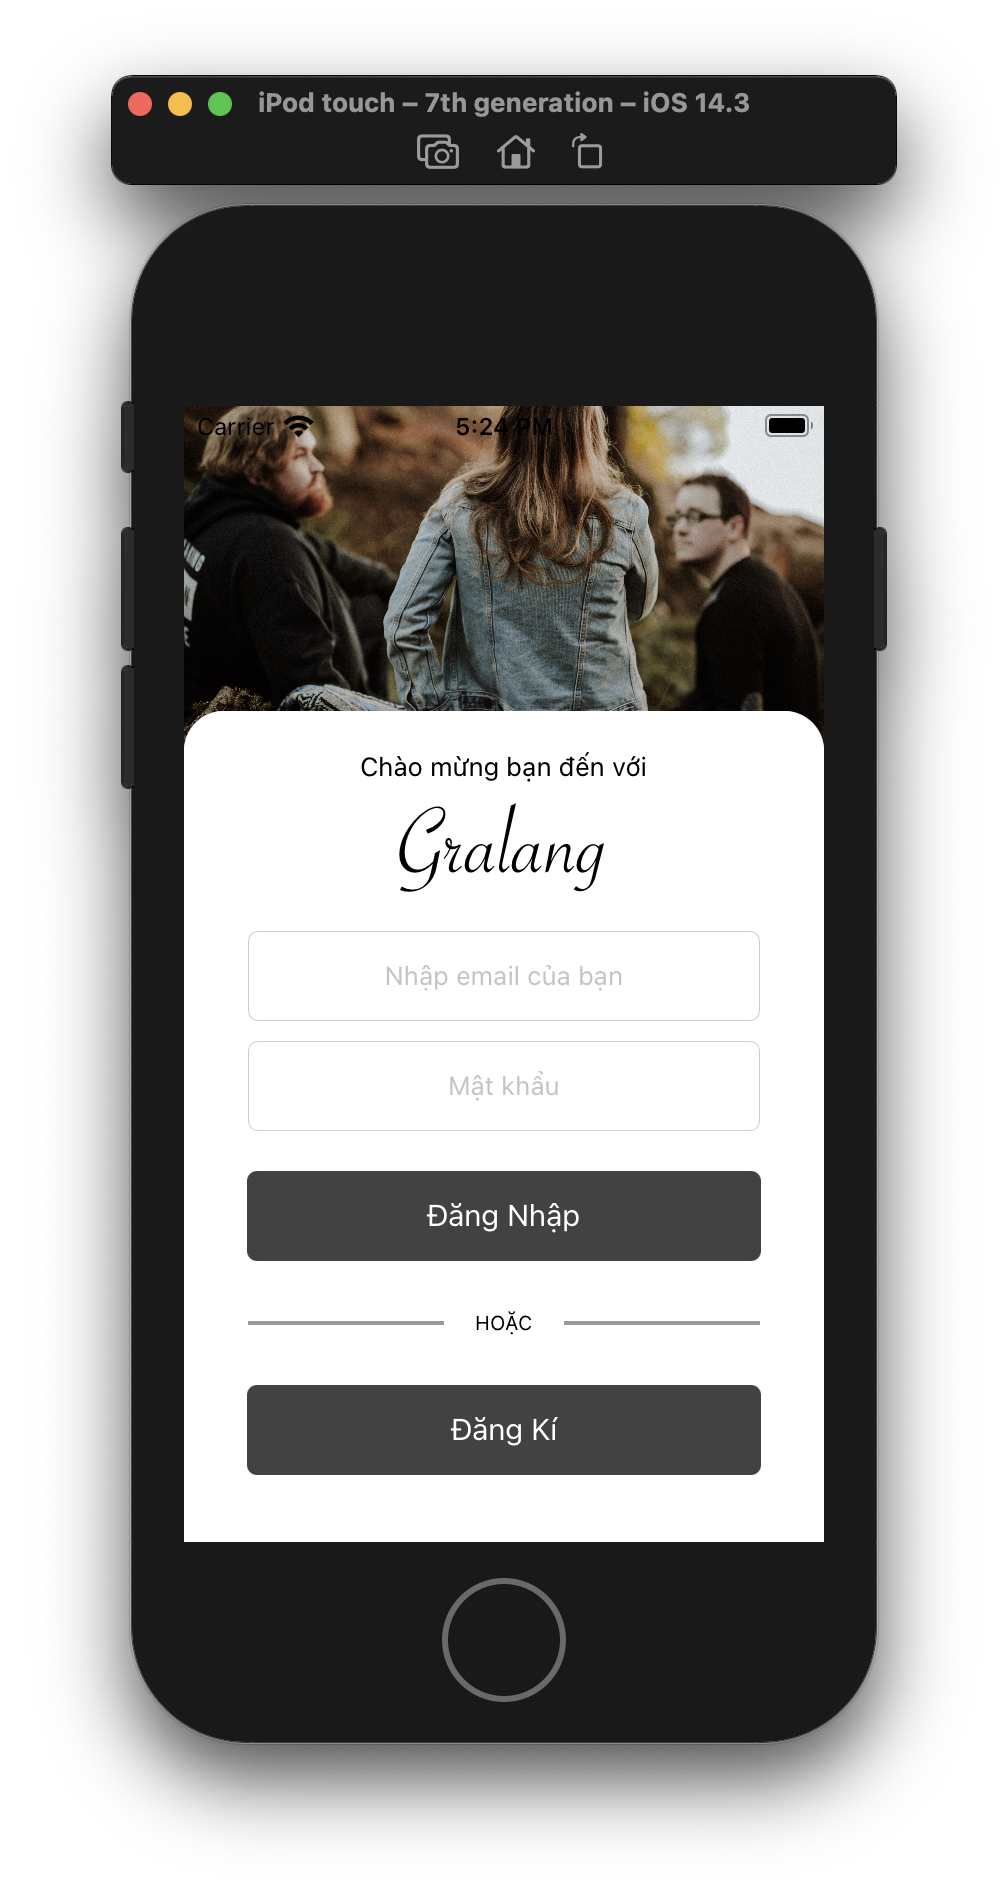 iPod touch – 7th generation – iOS 14.3
Carrier 5:24 PM
Chào mừng bạn đến với
Gralang
Nhập email của bạn
Mật khẩu
Đăng Nhập
HOẶC
Đăng Kí